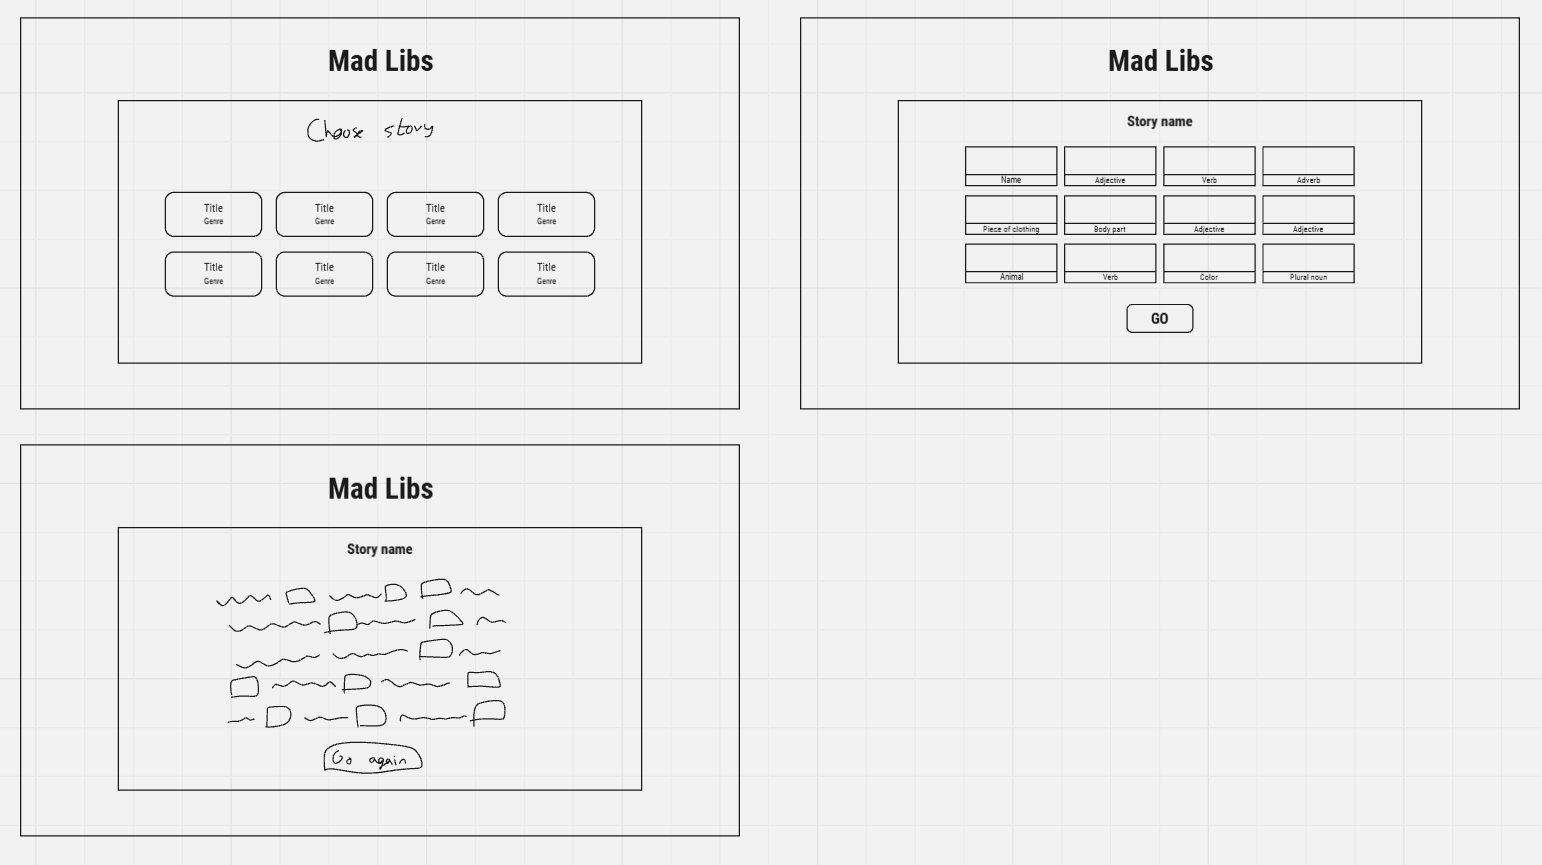 Mad Libs
Choose story
Title Title Title Title
Genre Genre Genre Genre
Title Title Title Title
Genre Genre Genre Genre
Mad Libs
Story name
Name Adjective Verb Adverb
Piece of clothing Body part Adjective Adjective
Animal Verb Color Plural noun
GO
Mad Libs
Story name
Go again